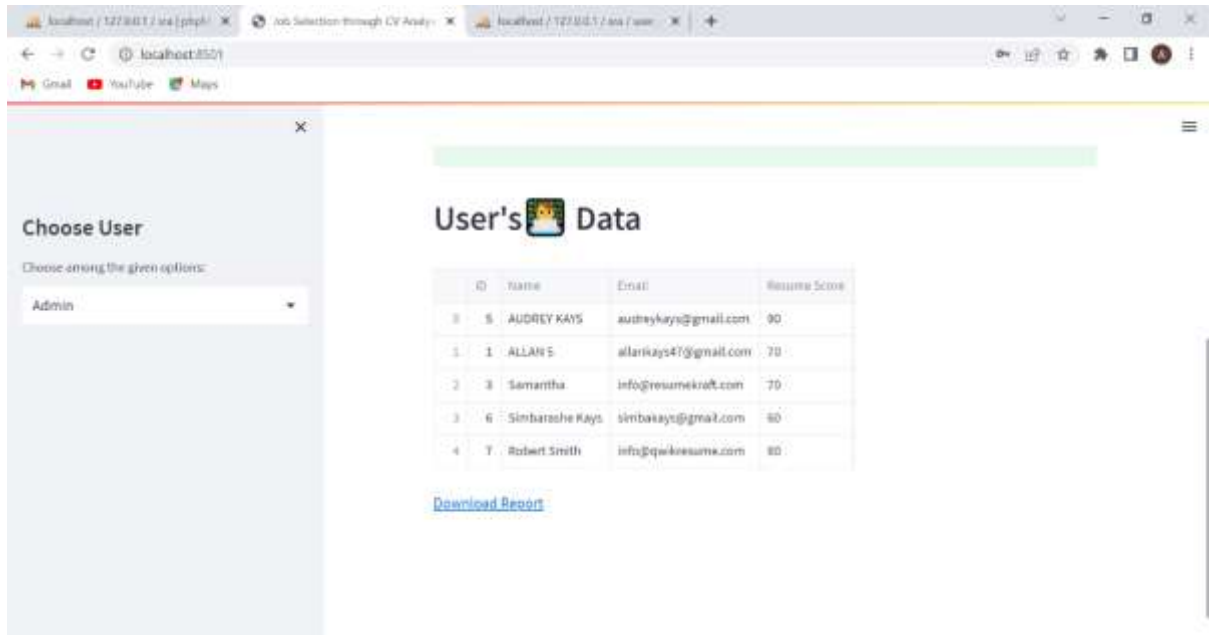 localhost / 127.0.0.1 / sra | phpM
Job Selection through CV Analy
localhost / 127.0.0.1 / sra / user
localhost:8501
Gmail YouTube Maps
Choose User
Choose among the given options:
Admin
User's Data
ID Name Email Resume Score
0 5 AUDREY KAYS audreykays@gmail.com 90
1 1 ALLAN S allankays47@gmail.com 70
2 3 Samantha info@resumekraft.com 70
3 6 Simbarashe Kays simbakays@gmail.com 60
4 7 Robert Smith info@qwikresume.com
Download Report